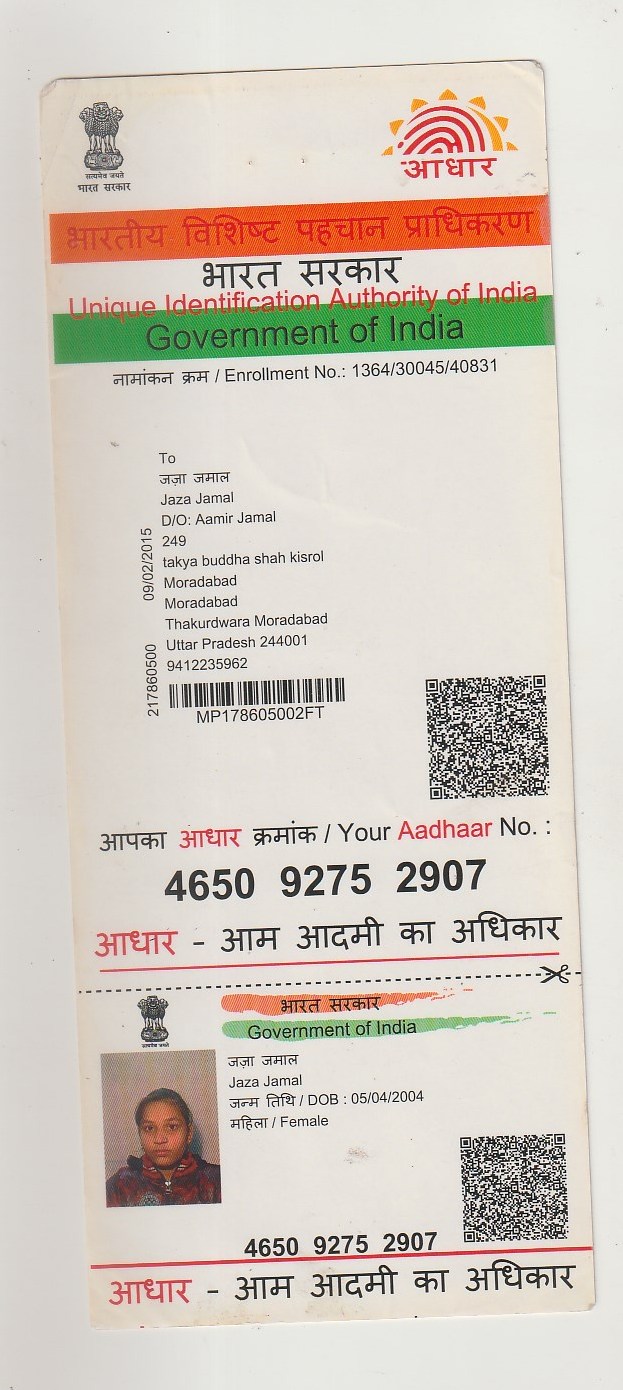 सत्यमेव जयते
भारत सरकार
आधार
भारतीय विशिष्ट पहचान प्राधिकरण
भारत सरकार
Unique Identification Authority of India
Government of India
नामांकन क्रम / Enrollment No.: 1364/30045/40831
To
जज़ा जमाल
Jaza Jamal
D/O: Aamir Jamal
249
takya buddha shah kisrol
Moradabad
Moradabad
Thakurdwara Moradabad
Uttar Pradesh 244001
9412235962
09/02/2015
217860500
MP178605002FT
आपका आधार क्रमांक / Your Aadhaar No. :
4650 9275 2907
आधार - आम आदमी का अधिकार
सत्यमेव जयते
भारत सरकार
Government of India
जज़ा जमाल
Jaza Jamal
जन्म तिथि / DOB : 05/04/2004
महिला / Female
4650 9275 2907
आधार - आम आदमी का अधिकार